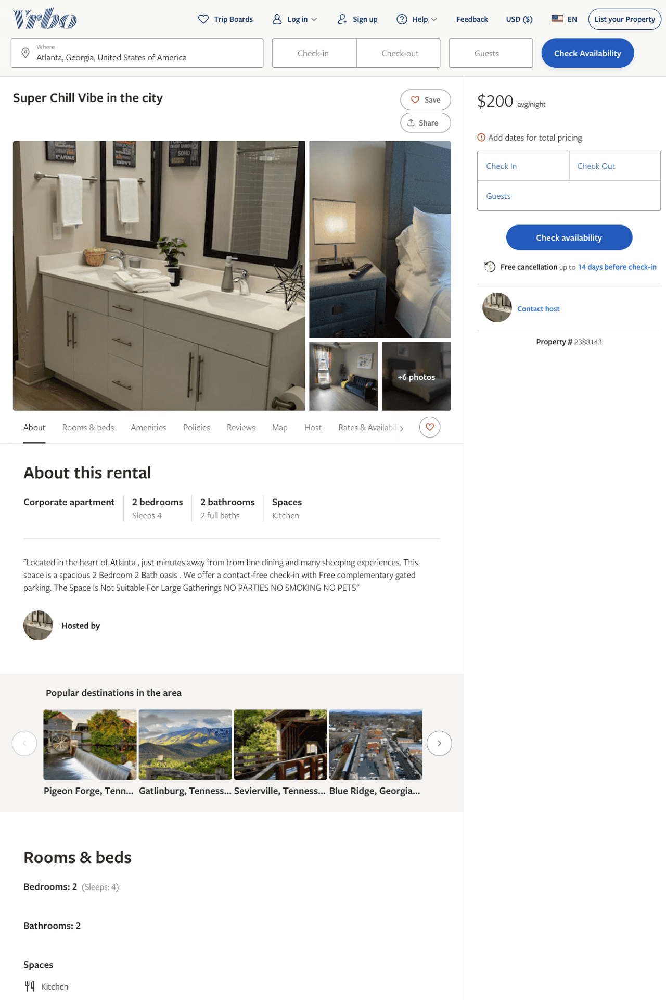 Vrbo
Trip Boards
Log in
Sign up
Help
Feedback
USD ($)
EN
List your Property
Where
Atlanta, Georgia, United States of America
Check-in
Check-out
Guests
Check Availability
Super Chill Vibe in the city
Save
Share
$200 avg/night
Add dates for total pricing
Check In
Check Out
Guests
Check availability
Free cancellation up to 14 days before check-in
Contact host
Property # 2388143
Manhattan
5TH AVENUE
SOHO
MUSIC
+6 photos
About
Rooms & beds
Amenities
Policies
Reviews
Map
Host
Rates & Availabili
About this rental
Corporate apartment
2 bedrooms
Sleeps 4
2 bathrooms
2 full baths
Spaces
Kitchen
"Located in the heart of Atlanta , just minutes away from from fine dining and many shopping experiences. This
space is a spacious 2 Bedroom 2 Bath oasis . We offer a contact-free check-in with Free complementary gated
parking. The Space Is Not Suitable For Large Gatherings NO PARTIES NO SMOKING NO PETS"
Hosted by
Popular destinations in the area
Pigeon Forge, Tenn...
Gatlinburg, Tenness...
Sevierville, Tenness...
Blue Ridge, Georgia...
Rooms & beds
Bedrooms: 2 (Sleeps: 4)
Bathrooms: 2
Spaces
Kitchen